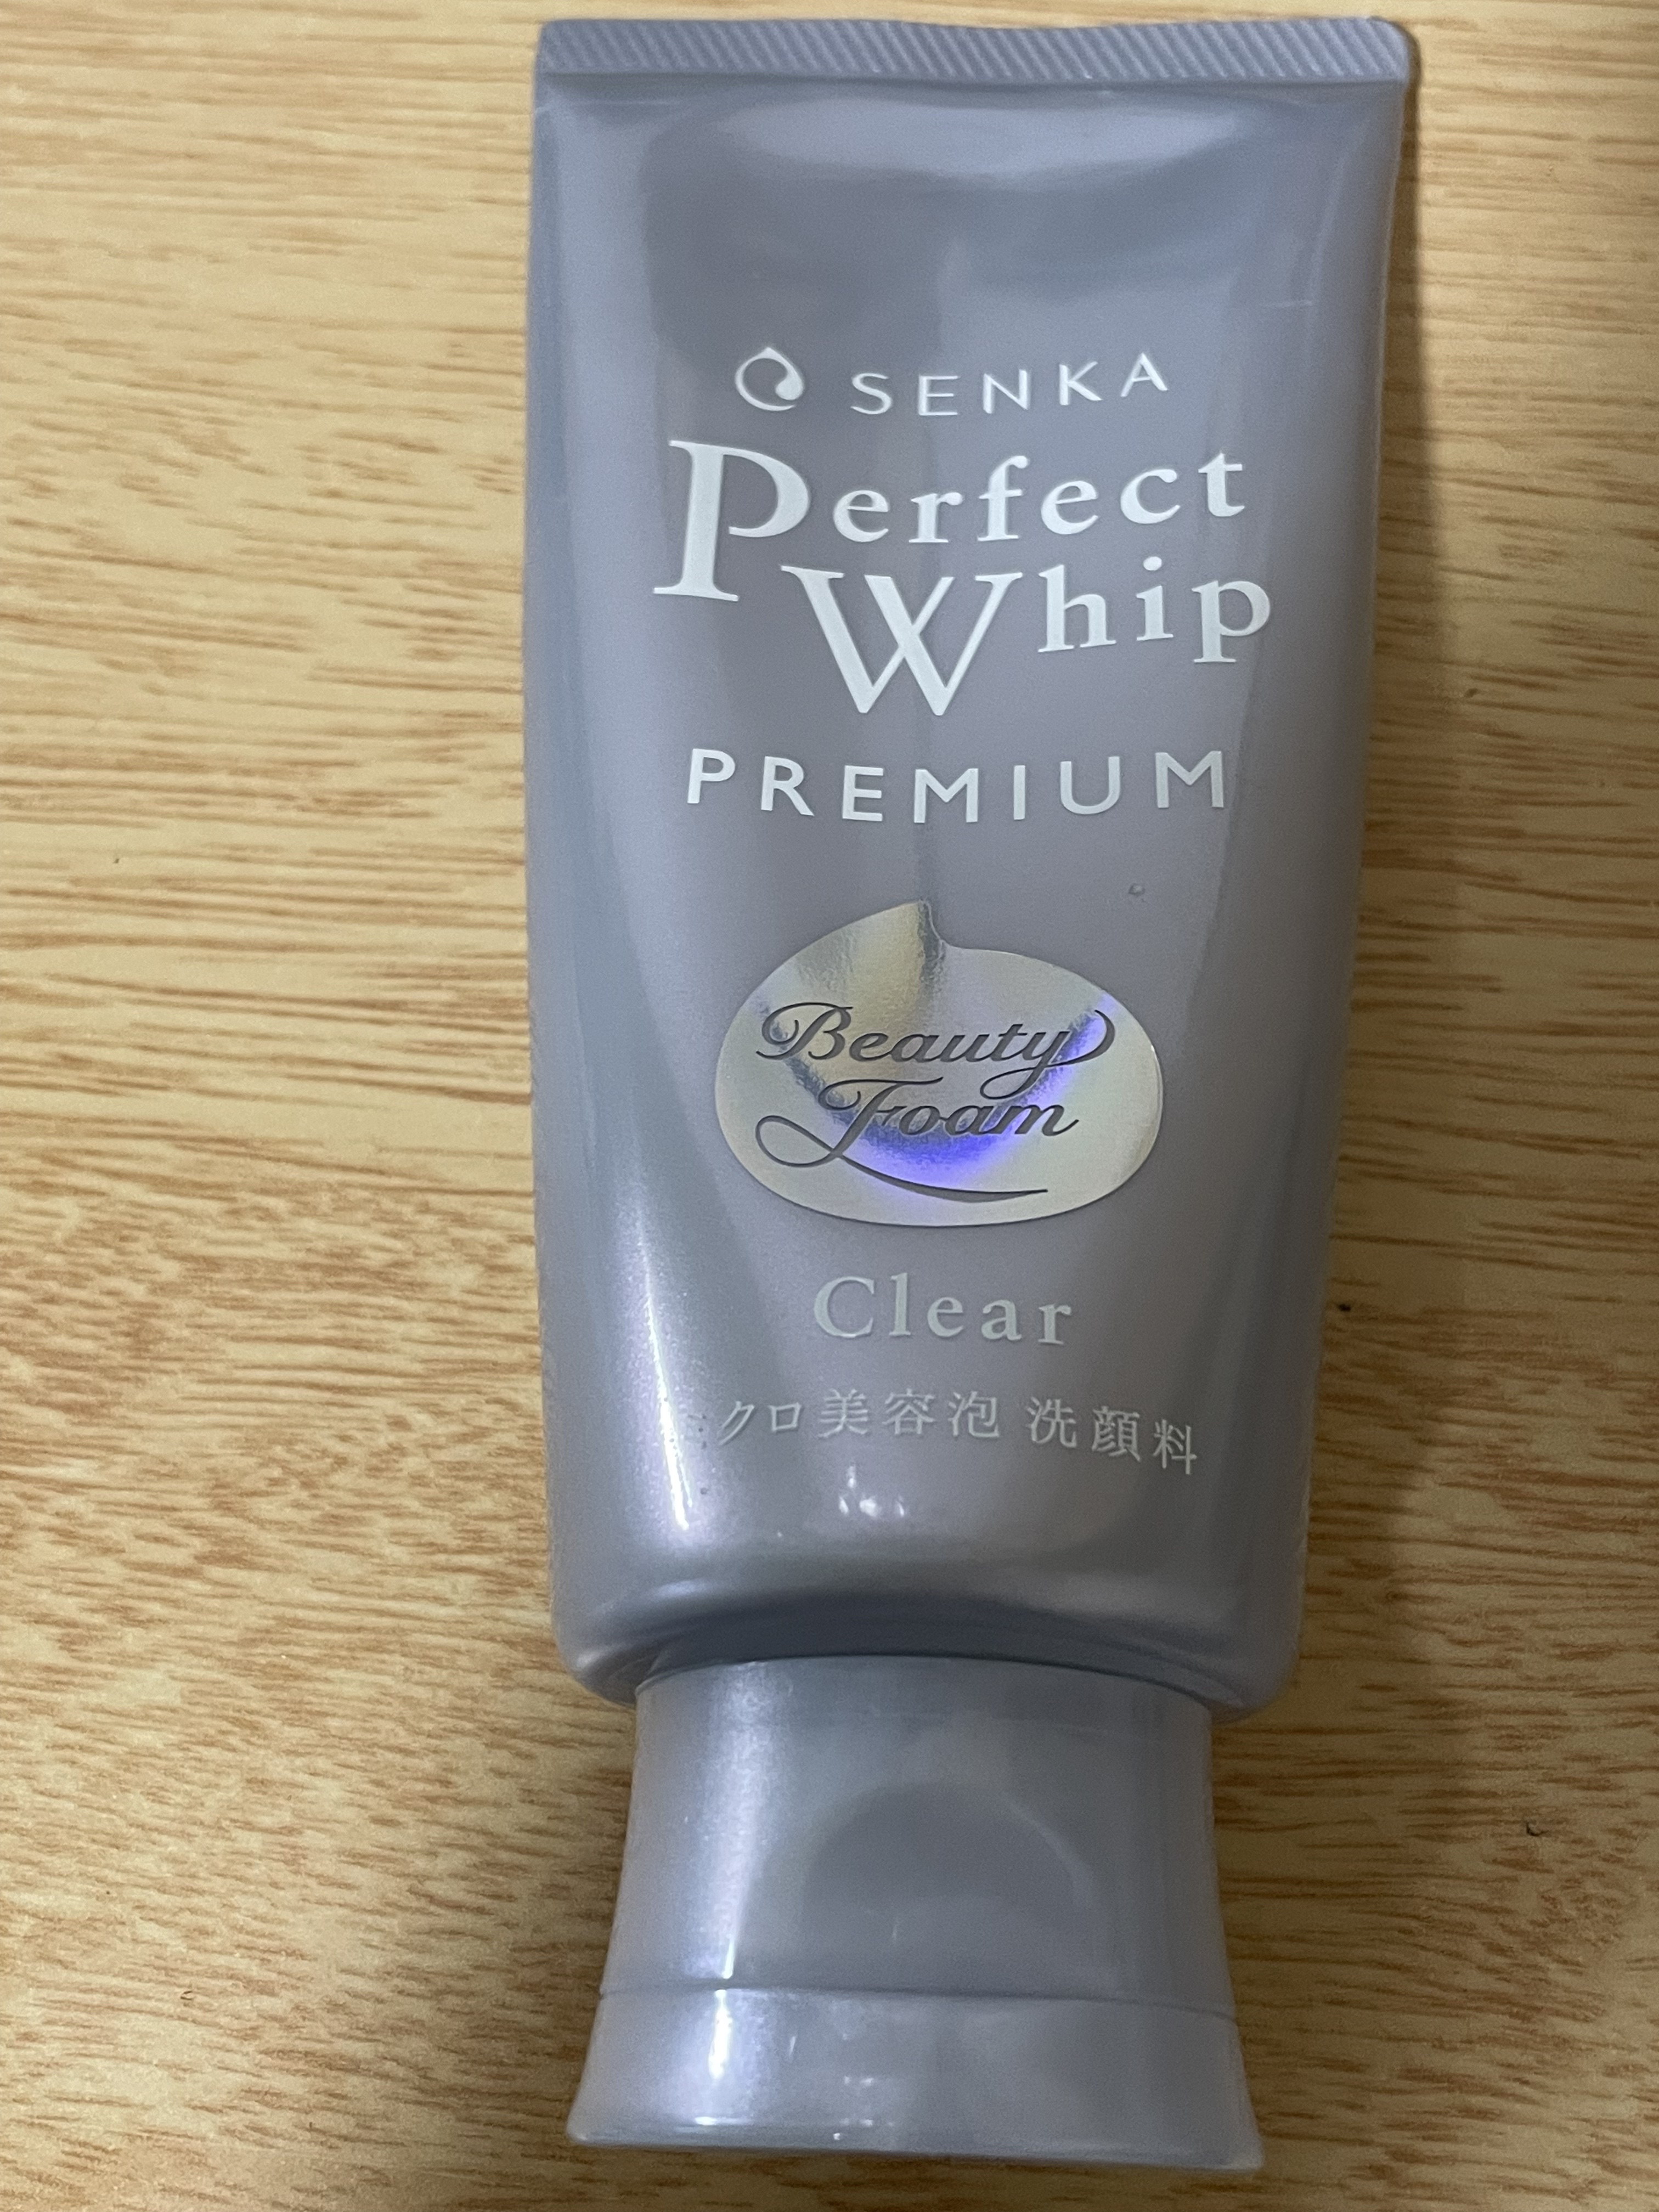 SENKA
Perfect
Whip
PREMIUM
Beauty
Foam
Clear
クロ美容泡 洗顔料